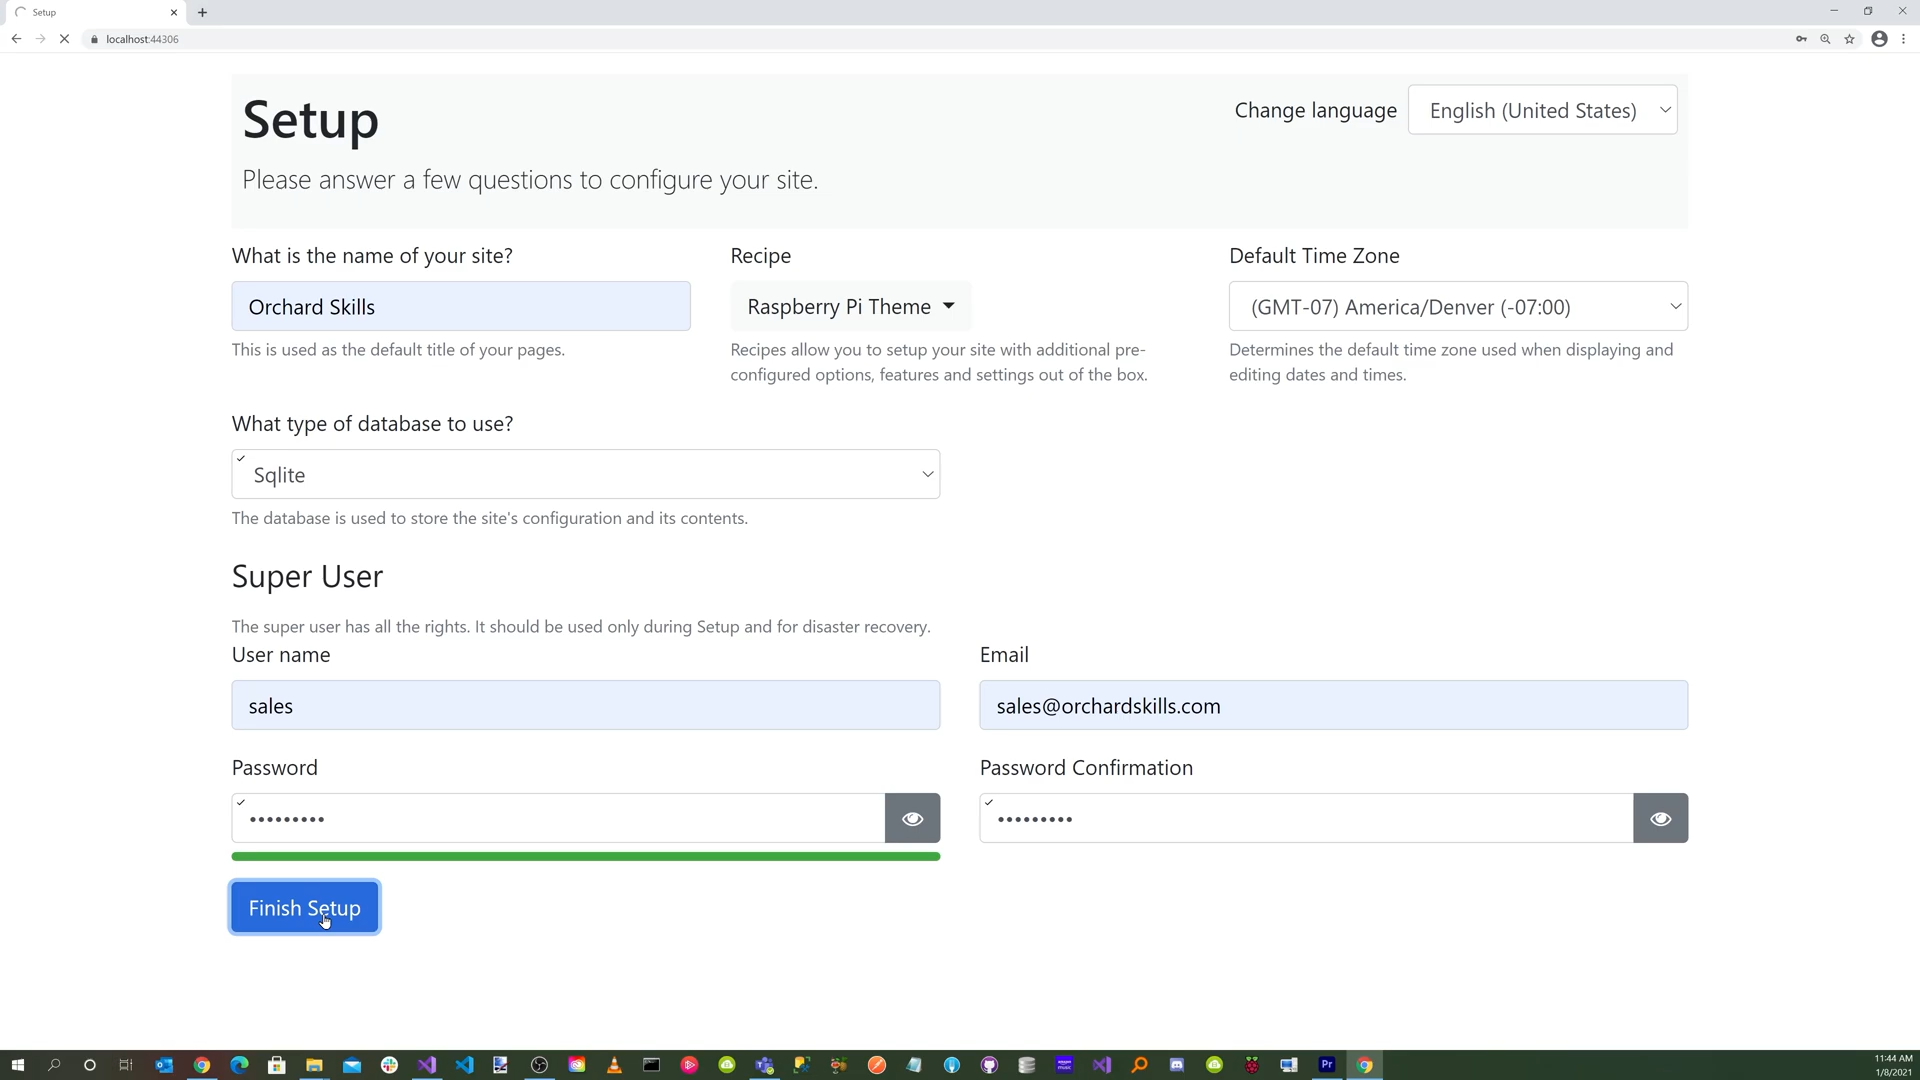 Setup
localhost:44306
Setup
Change language
English (United States)
Please answer a few questions to configure your site.
What is the name of your site?
Recipe
Default Time Zone
Orchard Skills
Raspberry Pi Theme
(GMT-07) America/Denver (-07:00)
This is used as the default title of your pages.
Recipes allow you to setup your site with additional pre-
configured options, features and settings out of the box.
Determines the default time zone used when displaying and
editing dates and times.
What type of database to use?
Sqlite
The database is used to store the site's configuration and its contents.
Super User
The super user has all the rights. It should be used only during Setup and for disaster recovery.
User name
Email
sales
sales@orchardskills.com
Password
Password Confirmation
•••••••••
•••••••••
Finish Setup
Pr
11:44 AM
1/8/2021